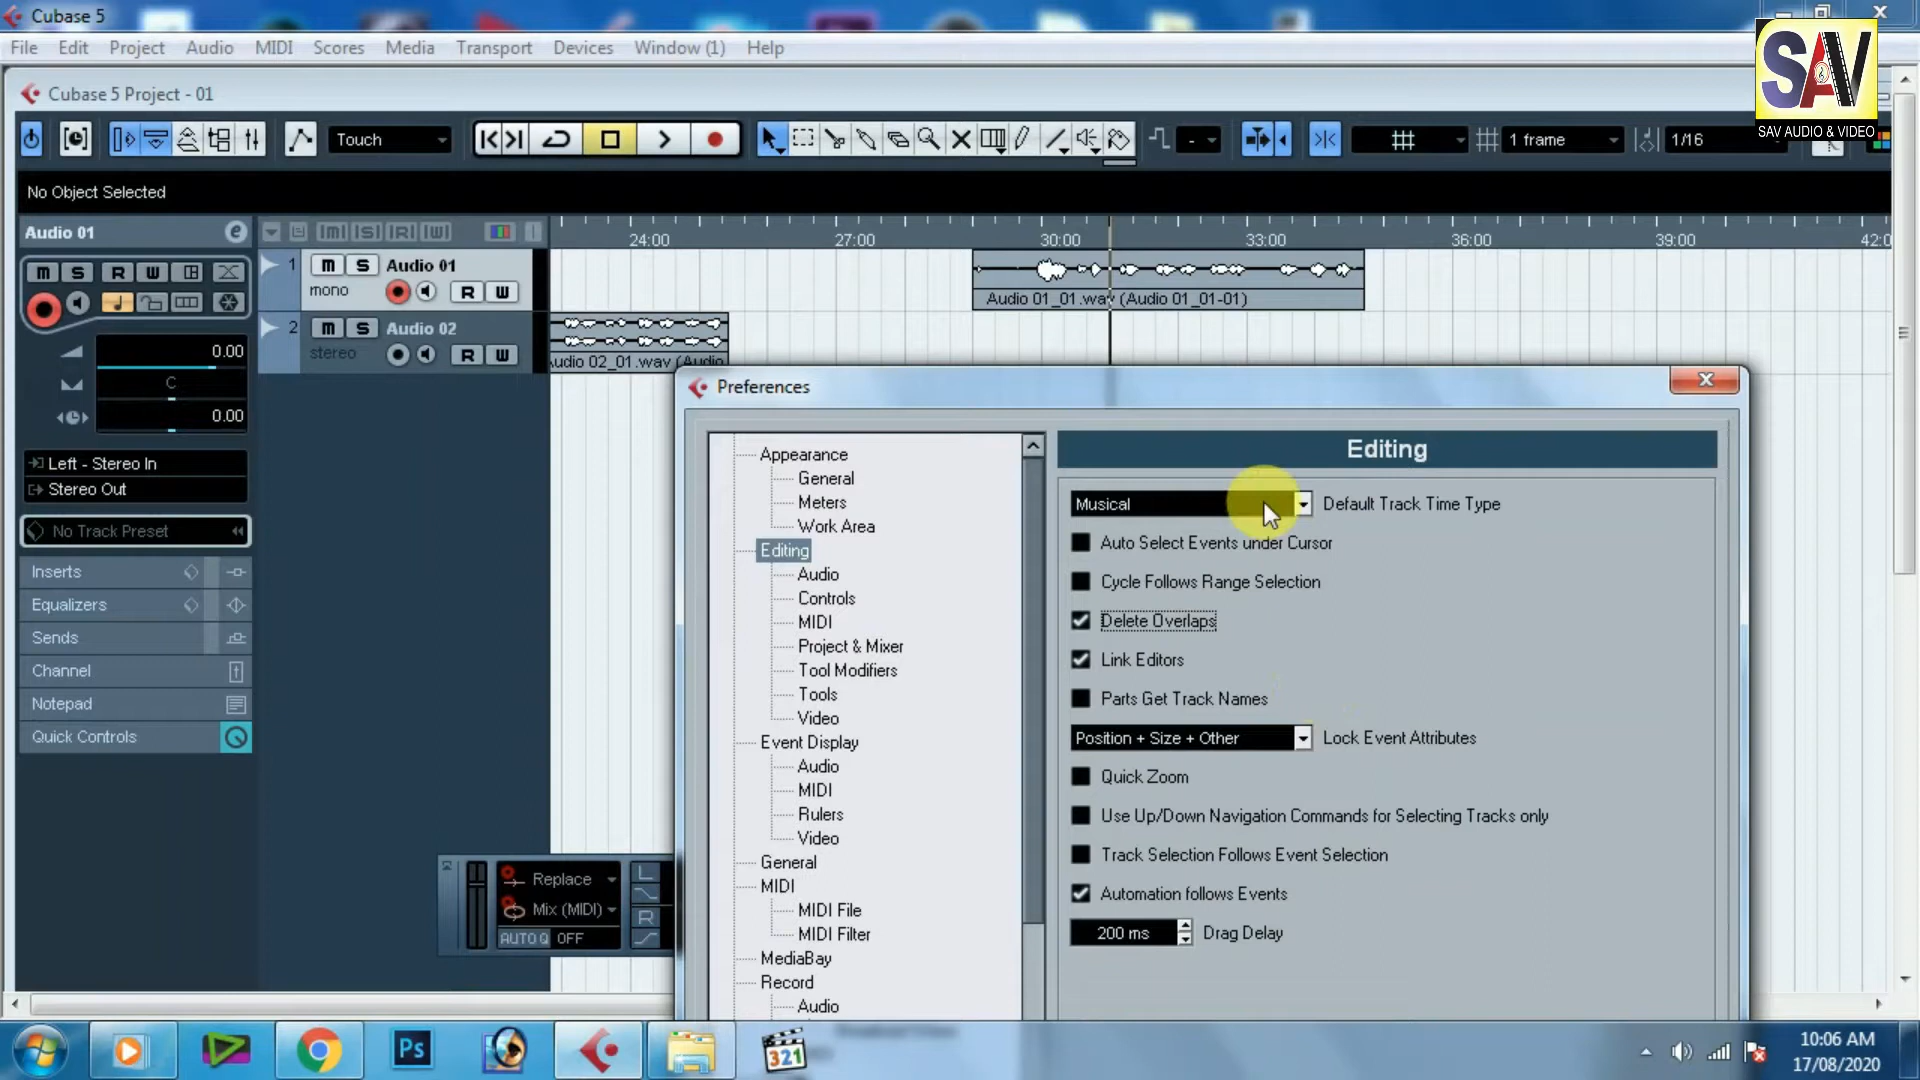 Cubase 5
File Edit Project Audio MIDI Scores Media Transport Devices Window (1) Help
SAV
SAV AUDIO & VIDEO
Cubase 5 Project - 01
Touch
1 frame
1/16
No Object Selected
Audio 01
24:00 27:00 30:00 33:00 36:00 39:00
M S R W
0.00
C
0.00
Left - Stereo In
Stereo Out
No Track Preset
Inserts
Equalizers
Sends
Channel
Notepad
Quick Controls
1 M S Audio 01
mono R W
2 M S Audio 02
stereo R W
Audio 01_01.wav (Audio 01_01-01)
Preferences
Appearance
General
Meters
Work Area
Editing
Audio
Controls
MIDI
Project & Mixer
Tool Modifiers
Tools
Video
Event Display
Audio
MIDI
Rulers
Video
General
MIDI
MIDI File
MIDI Filter
MediaBay
Record
Audio
Editing
Musical Default Track Time Type
Auto Select Events under Cursor
Cycle Follows Range Selection
Delete Overlaps
Link Editors
Parts Get Track Names
Position + Size + Other Lock Event Attributes
Quick Zoom
Use Up/Down Navigation Commands for Selecting Tracks only
Track Selection Follows Event Selection
Automation follows Events
200 ms Drag Delay
Replace L
Mix (MIDI)
AUTO Q OFF R
Ps
321
10:06 AM
17/08/2020